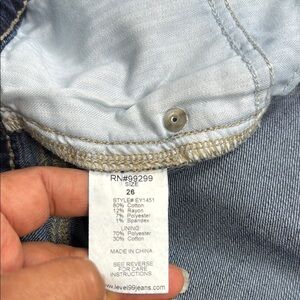 RN#99299
SIZE
26
STYLE# EY1451
80% Cotton
12% Rayon
7% Polyester
1% Spandex
LINING
70% Polyester
30% Cotton
MADE IN CHINA
SEE REVERSE
FOR CARE
INSTRUCTIONS
www.level99jeans.com